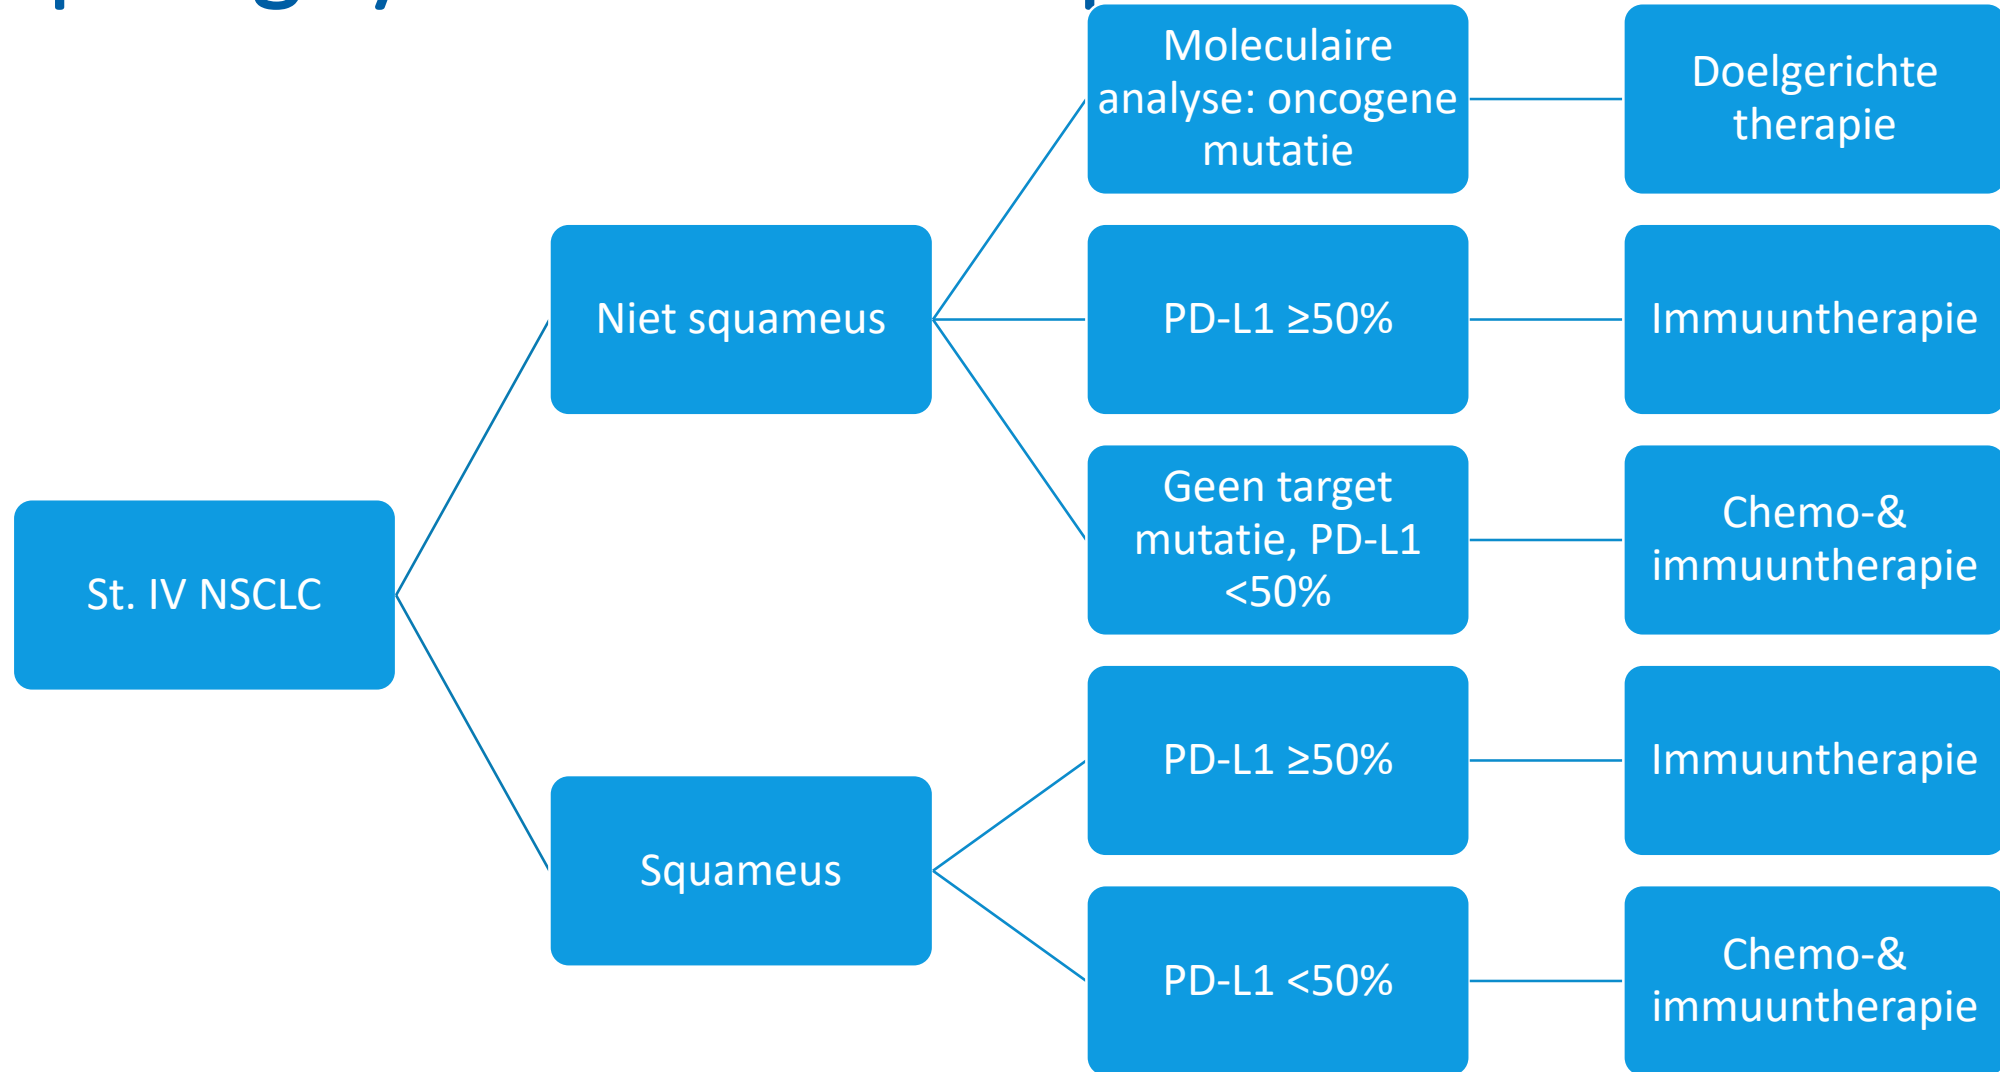 Moleculaire
analyse: oncogene
mutatie
Doelgerichte
therapie
Niet squameus
PD-L1 ≥50%
Immuuntherapie
Geen target
mutatie, PD-L1
<50%
Chemo-&
immuuntherapie
St. IV NSCLC
PD-L1 ≥50%
Immuuntherapie
Squameus
PD-L1 <50%
Chemo-&
immuuntherapie